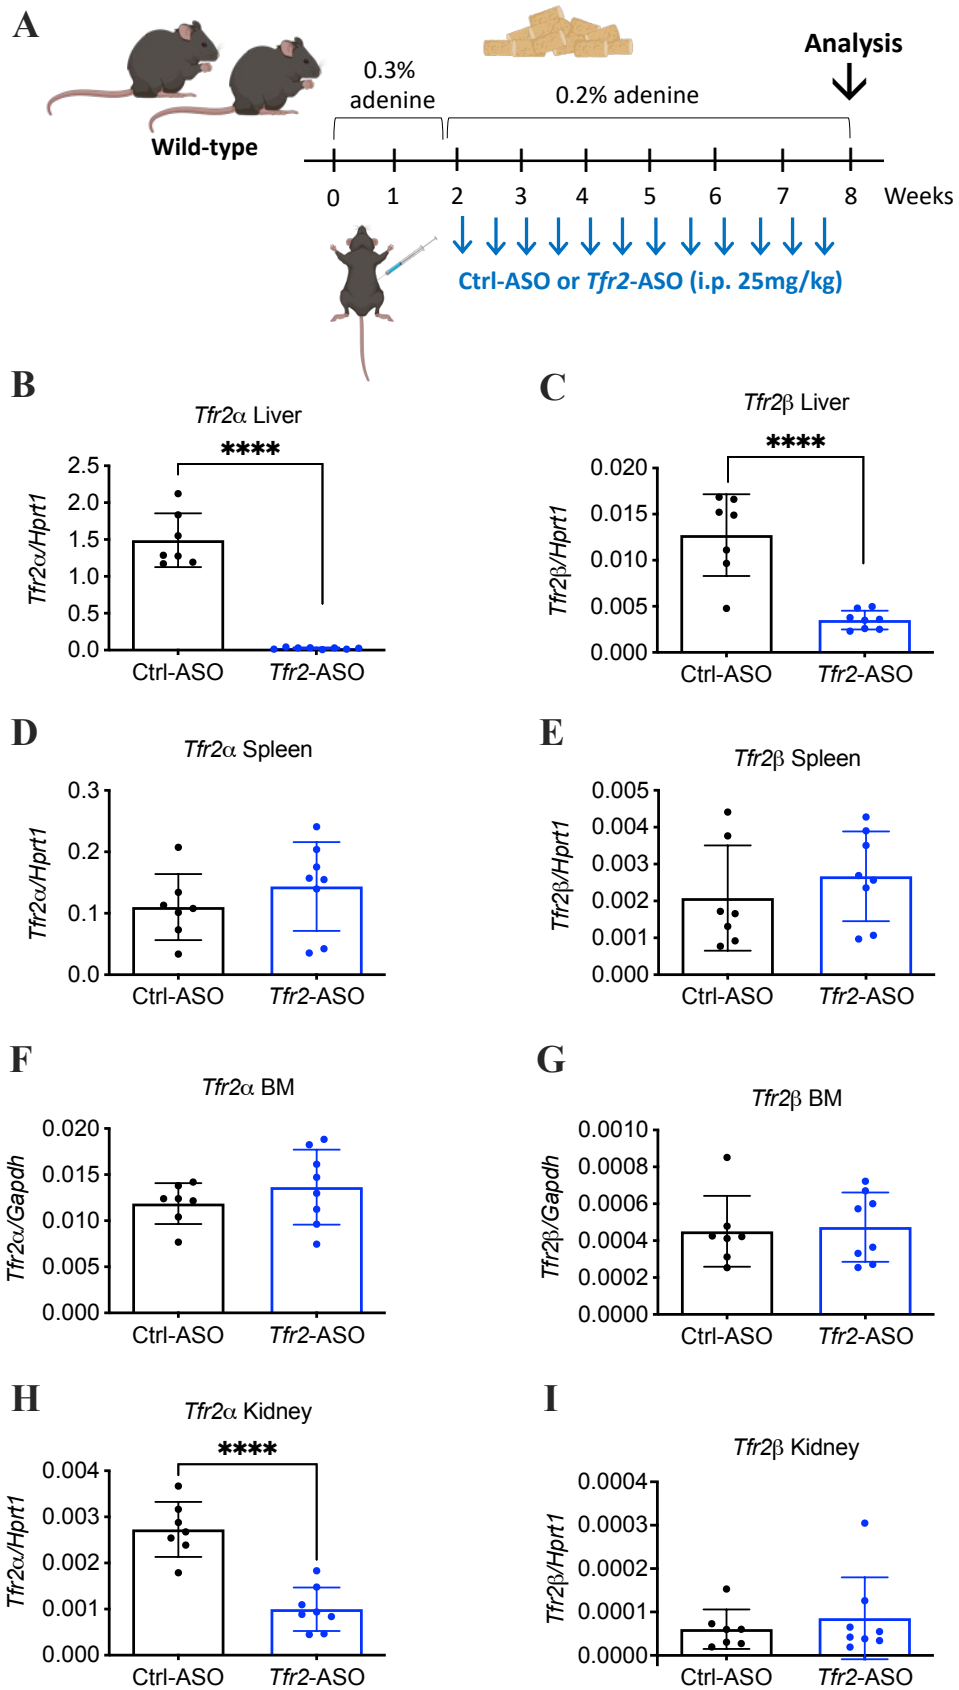 A
Analysis
0.3%
adenine
0.2% adenine
Wild-type
0 1 2 3 4 5 6 7 8 Weeks
Ctrl-ASO or Tfr2-ASO (i.p. 25mg/kg)
B
Tfr2α Liver
****
Tfr2α/Hprt1
2.5
2.0
1.5
1.0
0.5
0.0
Ctrl-ASO Tfr2-ASO
C
Tfr2β Liver
****
Tfr2β/Hprt1
0.020
0.015
0.010
0.005
0.000
Ctrl-ASO Tfr2-ASO
D
Tfr2α Spleen
Tfr2α/Hprt1
0.3
0.2
0.1
0.0
Ctrl-ASO Tfr2-ASO
E
Tfr2β Spleen
Tfr2β/Hprt1
0.005
0.004
0.003
0.002
0.001
0.000
Ctrl-ASO Tfr2-ASO
F
Tfr2α BM
Tfr2α/Gapdh
0.020
0.015
0.010
0.005
0.000
Ctrl-ASO Tfr2-ASO
G
Tfr2β BM
Tfr2β/Gapdh
0.0010
0.0008
0.0006
0.0004
0.0002
0.0000
Ctrl-ASO Tfr2-ASO
H
Tfr2α Kidney
****
Tfr2α/Hprt1
0.004
0.003
0.002
0.001
0.000
Ctrl-ASO Tfr2-ASO
I
Tfr2β Kidney
Tfr2β/Hprt1
0.0004
0.0002
0.0001
0.0000
Ctrl-ASO Tfr2-ASO